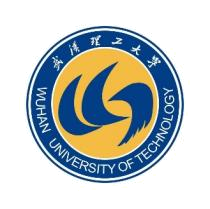 武汉理工大学
WUHAN UNIVERSITY OF TECHNOLOGY